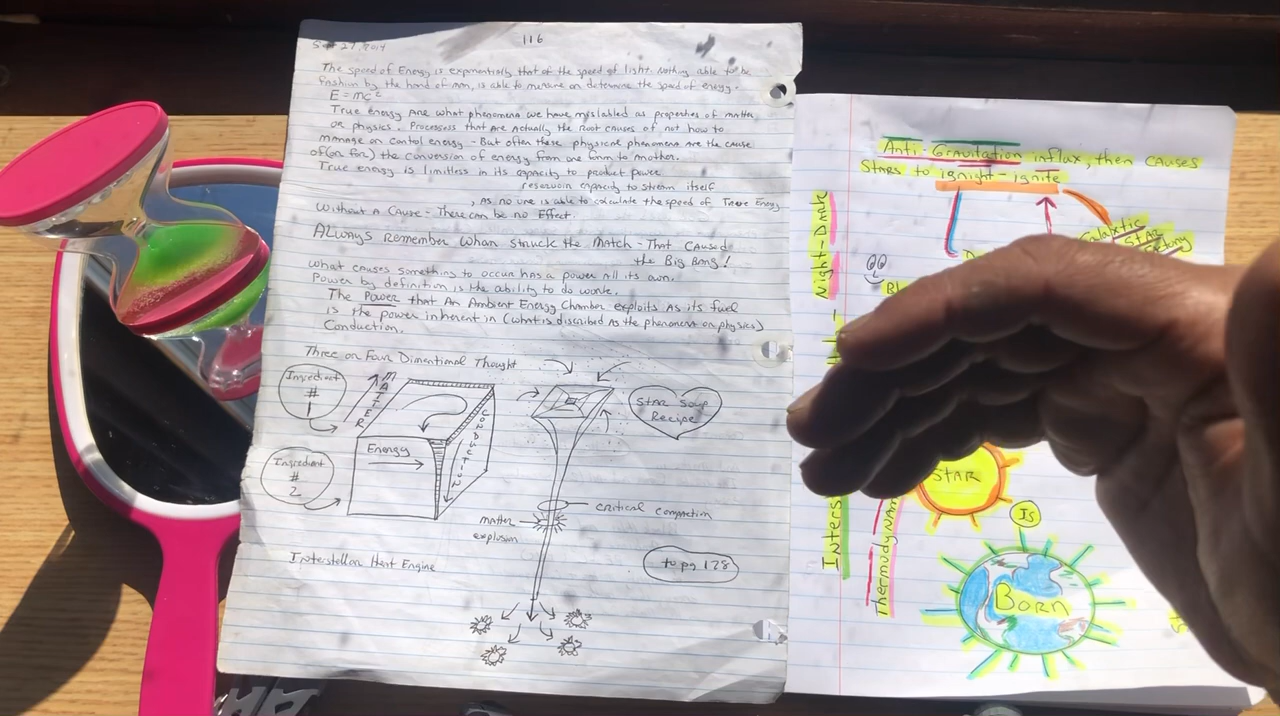 116
The speed of Energy is exponentially that of the speed of light. Nothing able to be
fashion by the hand of mm, is able to measure or determine the speed of energy.
E = mc²
True energy are what phenomena we have mislabled as properties of matter
or physics. Processes that are actually the root causes of not how to
manage or contol energy - But often these physical phenomena are the cause
of (or for) the conversion of energy from one form to another.
True energy is limitless in its capacity to product power
reservoir capacity to stream itself
, As no one is able to calculate the speed of True Energy
Without A Cause - There can be no Effect.
Always Remember whom struck the Match - That CAUSED
the Big Bang!
What causes something to occur has a power all its own.
Power by definition is the ability to do work.
The Power that An Ambient Energy Chamber exploits As its fuel
is the power inherent in (what is discribed as the phenomena or physics)
Conduction.
Three or Four Dimentional Thought
Ingredient
#
1
MATTER
Energy
Ingredient
#
2
Star Soup
Recipe
critical compaction
matter
explosion
Interstellar Heat Engine
to pg 128
Anti-Gravitation influx, then causes
Stars to ignight-ignite
Galaxtic
STAR
Night-Dark
Bl
Inters
Thermodynam
STAR
Is
BORN